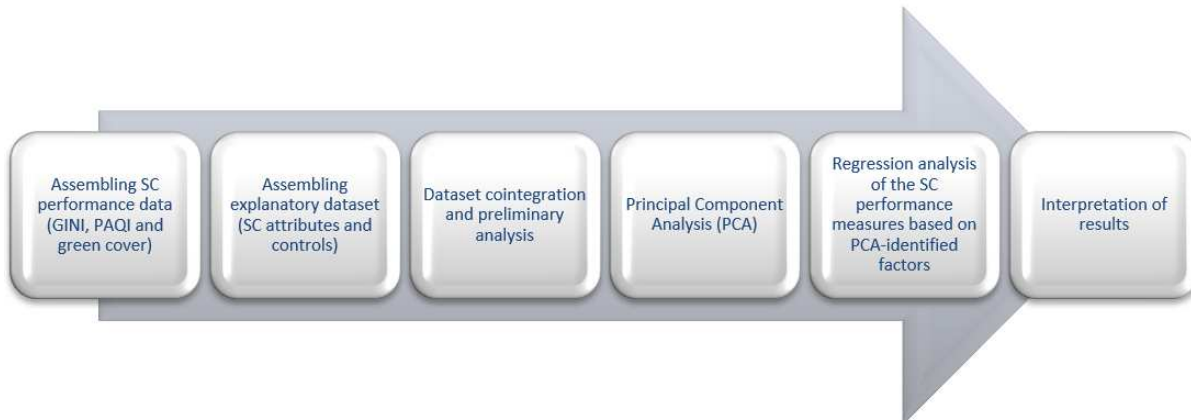 Assembling SC
performance data
(GINI, PAQI and
green cover)
Assembling
explanatory dataset
(SC attributes and
controls)
Dataset cointegration
and preliminary
analysis
Principal Component
Analysis (PCA)
Regression analysis
of the SC
performance
measures based on
PCA-identified
factors
Interpretation of
results